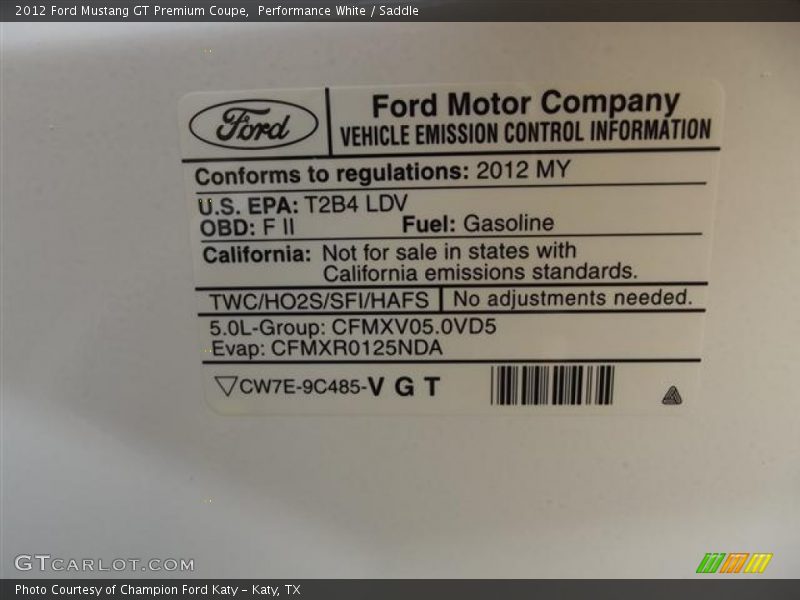 2012 Ford Mustang GT Premium Coupe,  Performance White / Saddle
Ford
Ford Motor Company
VEHICLE EMISSION CONTROL INFORMATION
Conforms to regulations: 2012 MY
U.S. EPA: T2B4 LDV
OBD: F II Fuel: Gasoline
California: Not for sale in states with
California emissions standards.
TWC/HO2S/SFI/HAFS No adjustments needed.
5.0L-Group: CFMXV05.0VD5
Evap: CFMXR0125NDA
CW7E-9C485-V G T
GTCARLOT.COM
Photo Courtesy of Champion Ford Katy – Katy, TX